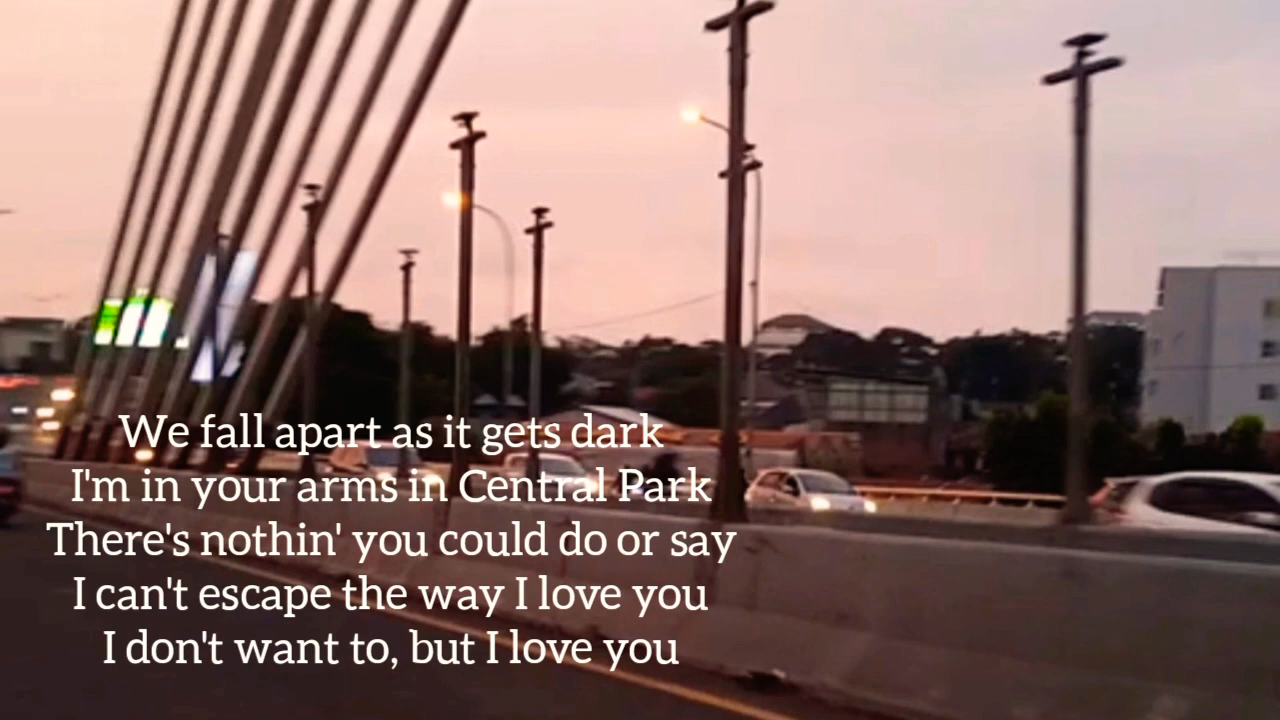 We fall apart as it gets dark
I'm in your arms in Central Park
There's nothin' you could do or say
I can't escape the way I love you
I don't want to, but I love you